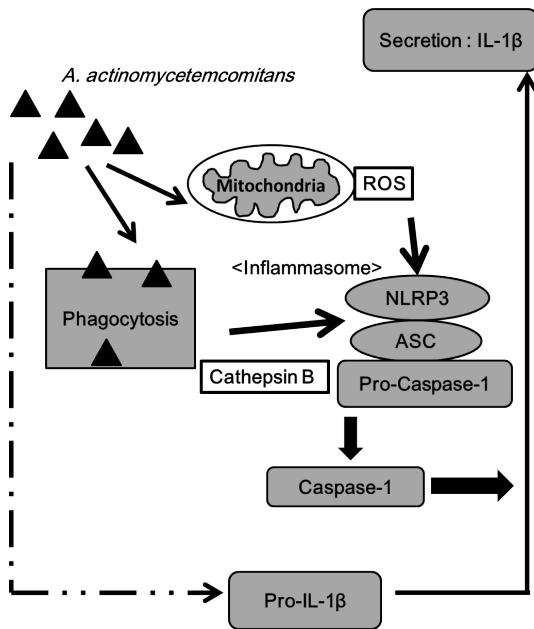 Secretion : IL-1β
A. actinomycetemcomitans
Mitochondria
ROS
<Inflammasome>
NLRP3
Phagocytosis
ASC
Cathepsin B
Pro-Caspase-1
Caspase-1
Pro-IL-1β